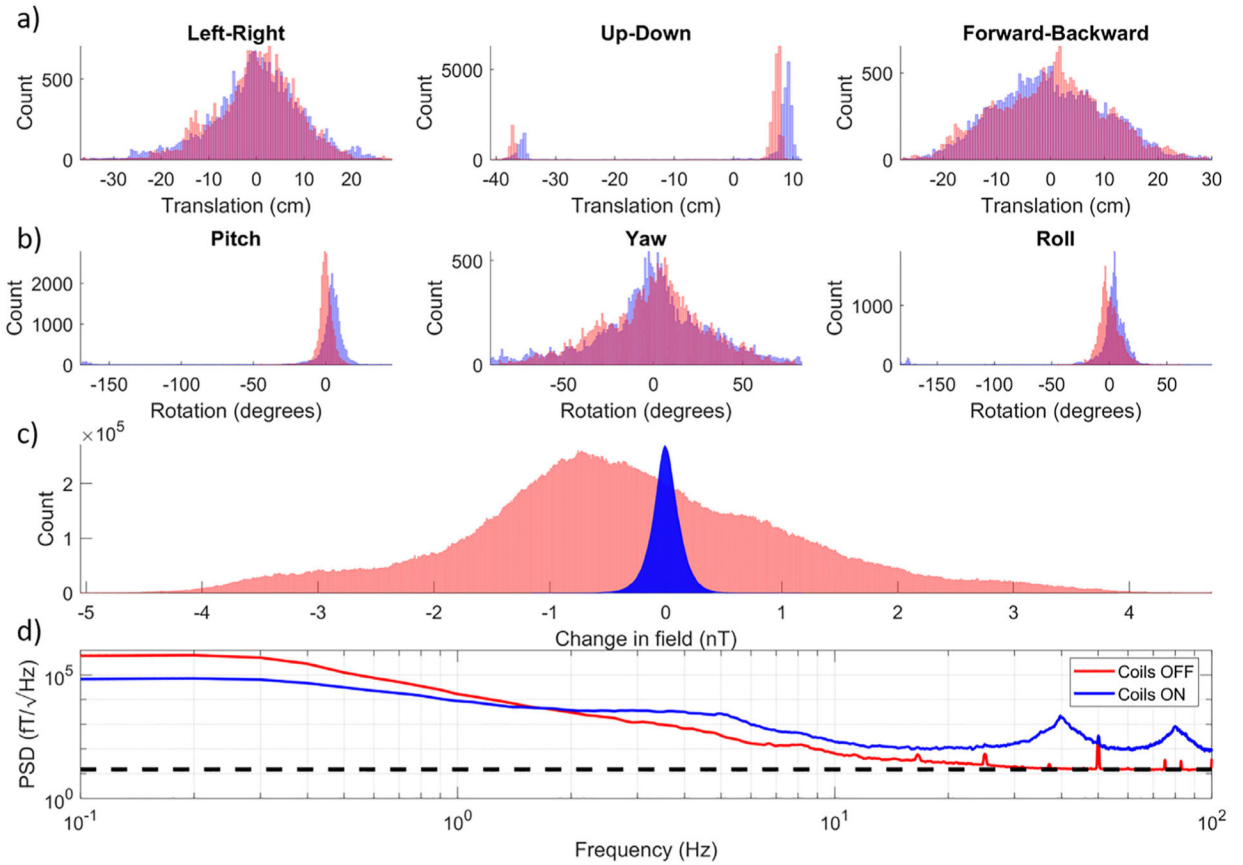 a)
Left-Right
Up-Down
Forward-Backward
Count
500
0
-30 -20 -10 0 10 20
Translation (cm)
Count
5000
0
-40 -30 -20 -10 0 10
Translation (cm)
Count
500
0
-20 -10 0 10 20 30
Translation (cm)
b)
Pitch
Yaw
Roll
Count
2000
1000
0
-150 -100 -50 0
Rotation (degrees)
Count
500
0
-50 0 50
Rotation (degrees)
Count
1000
0
-150 -100 -50 0 50
Rotation (degrees)
c)
×10^5
Count
2
1
0
-5 -4 -3 -2 -1 0 1 2 3 4
Change in field (nT)
d)
PSD (fT/√Hz)
10^5
10^0
Coils OFF
Coils ON
10^-1 10^0 10^1 10^2
Frequency (Hz)